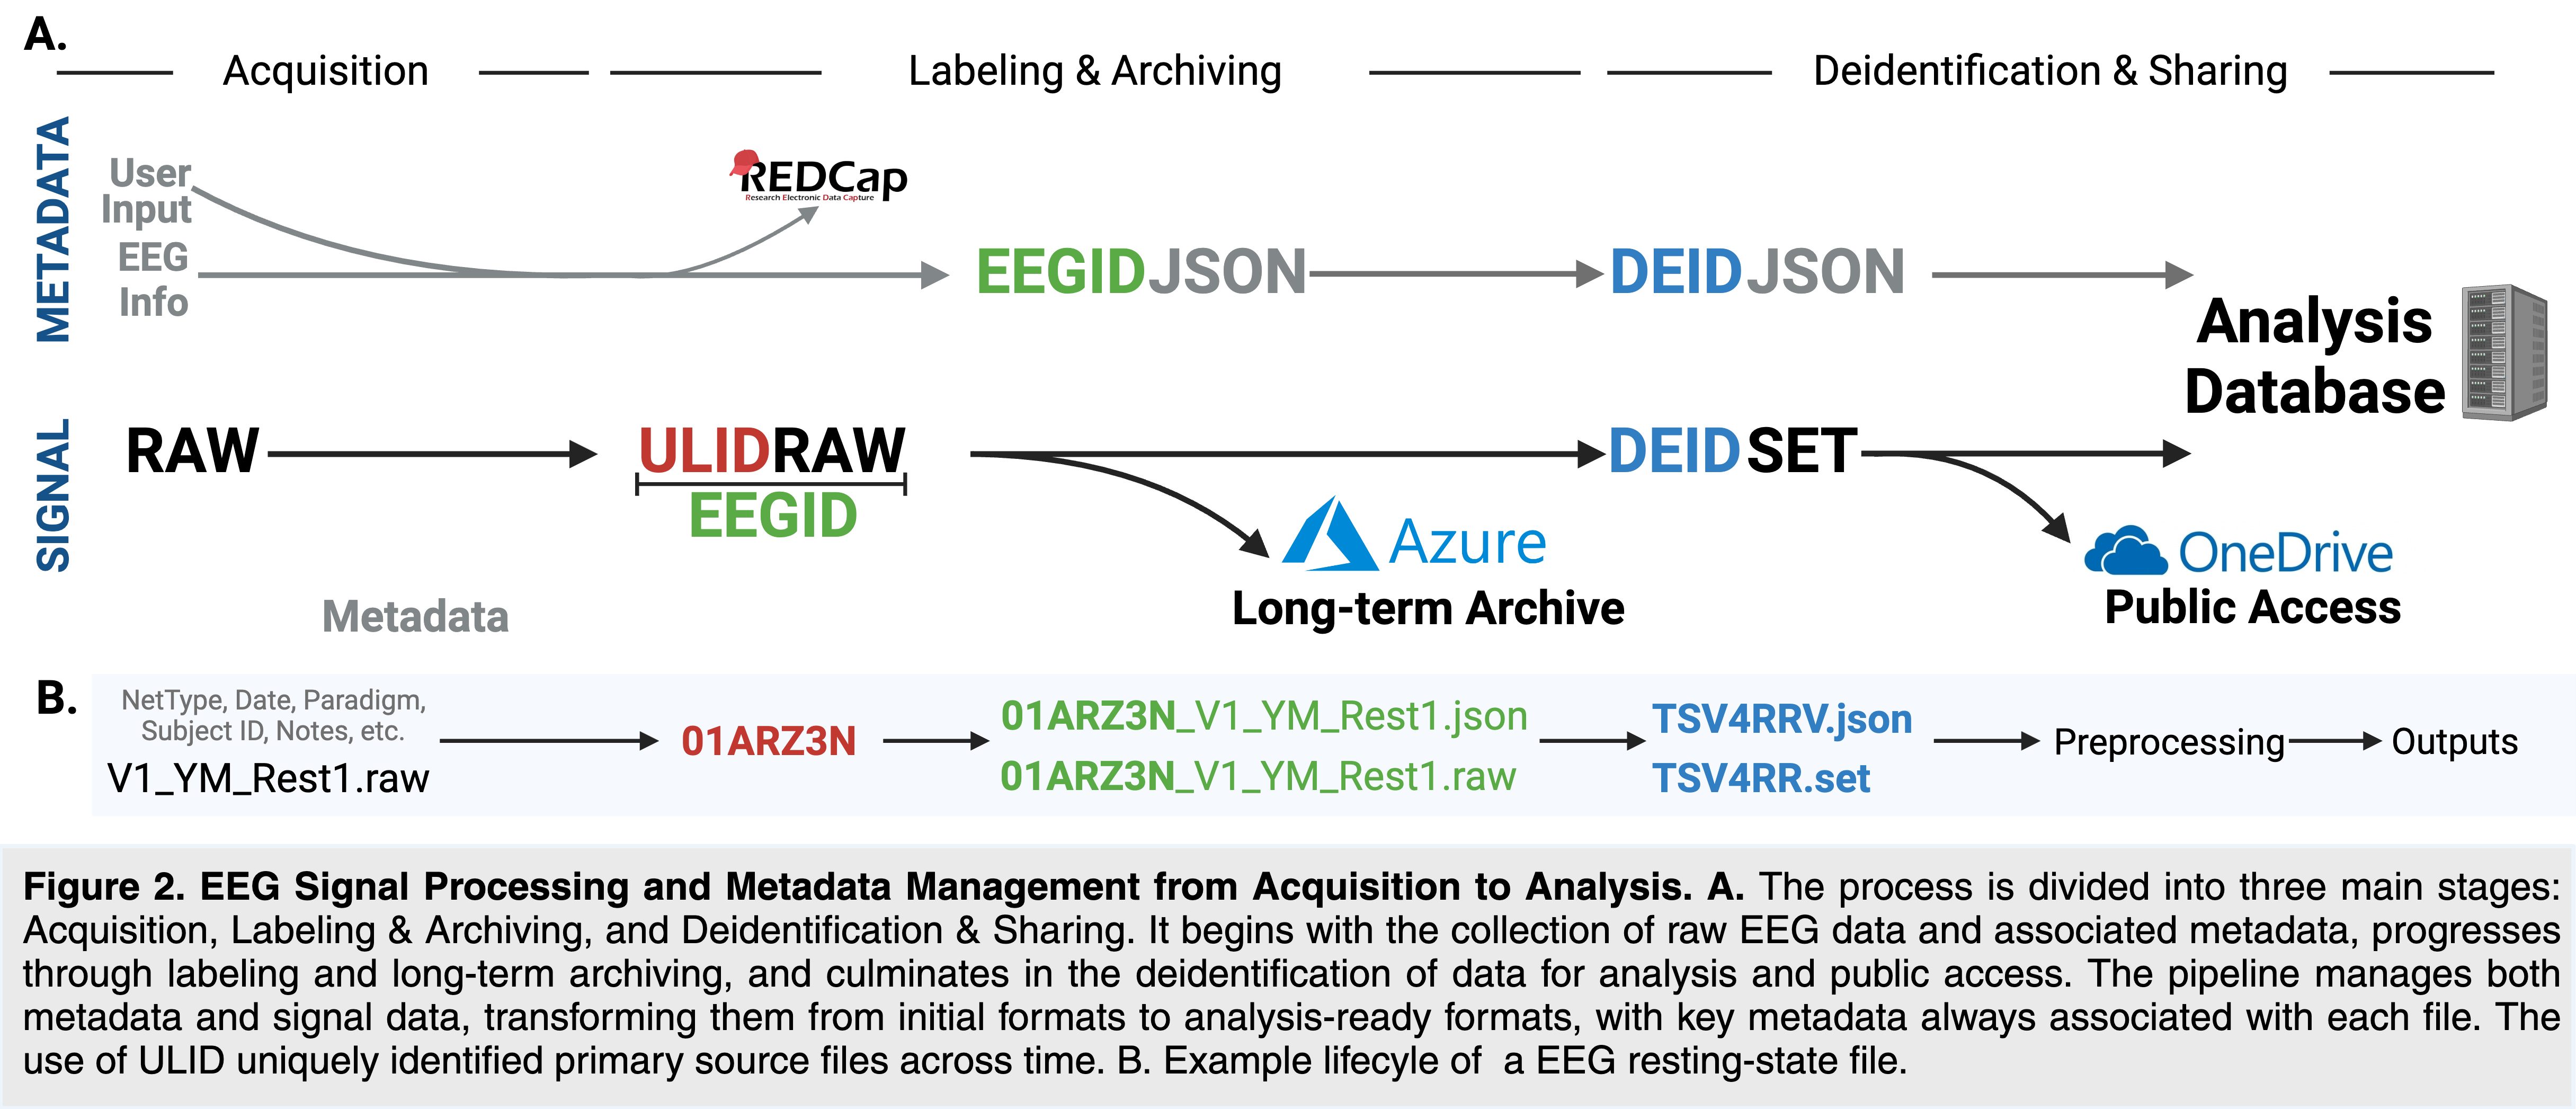 A.
Acquisition
Labeling & Archiving
Deidentification & Sharing
METADATA
User
Input
EEG
Info
REDCap
Research Electronic Data Capture
EEGIDJSON
DEIDJSON
Analysis
Database
SIGNAL
RAW
ULIDRAW
EEGID
DEIDSET
Azure
Long-term Archive
OneDrive
Public Access
Metadata
B.
NetType, Date, Paradigm,
Subject ID, Notes, etc.
V1_YM_Rest1.raw
01ARZ3N
01ARZ3N_V1_YM_Rest1.json
01ARZ3N_V1_YM_Rest1.raw
TSV4RRV.json
TSV4RR.set
Preprocessing
Outputs
Figure 2. EEG Signal Processing and Metadata Management from Acquisition to Analysis. A. The process is divided into three main stages:
Acquisition, Labeling & Archiving, and Deidentification & Sharing. It begins with the collection of raw EEG data and associated metadata, progresses
through labeling and long-term archiving, and culminates in the deidentification of data for analysis and public access. The pipeline manages both
metadata and signal data, transforming them from initial formats to analysis-ready formats, with key metadata always associated with each file. The
use of ULID uniquely identified primary source files across time. B. Example lifecyle of a EEG resting-state file.